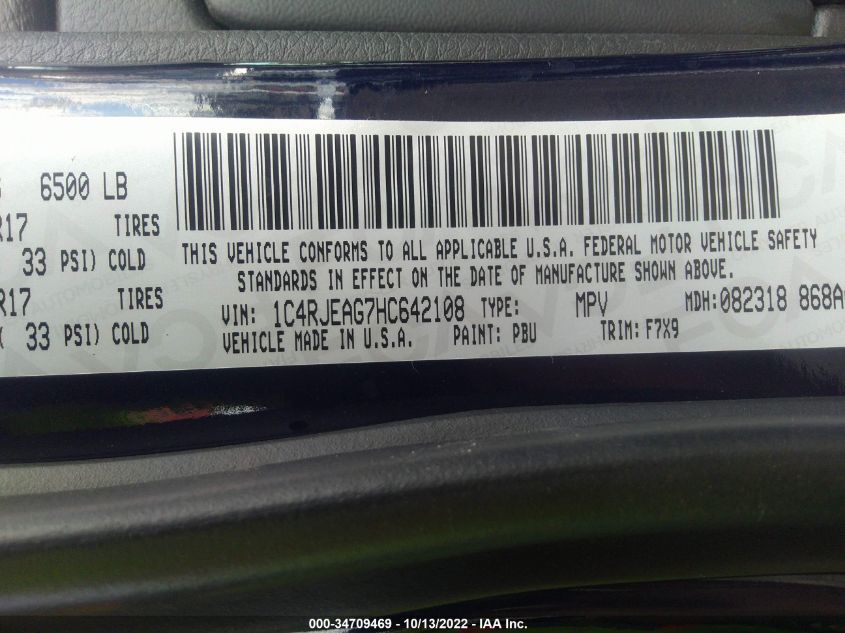 6500 LB
R17 TIRES
33 PSI) COLD
R17 TIRES
33 PSI) COLD
THIS VEHICLE CONFORMS TO ALL APPLICABLE U.S.A. FEDERAL MOTOR VEHICLE SAFETY
STANDARDS IN EFFECT ON THE DATE OF MANUFACTURE SHOWN ABOVE.
VIN: 1C4RJEAG7HC642108 TYPE: MPV MDH: 082318 868A
VEHICLE MADE IN U.S.A. PAINT: PBU TRIM: F7X9
000-34709469 - 10/13/2022 - IAA Inc.